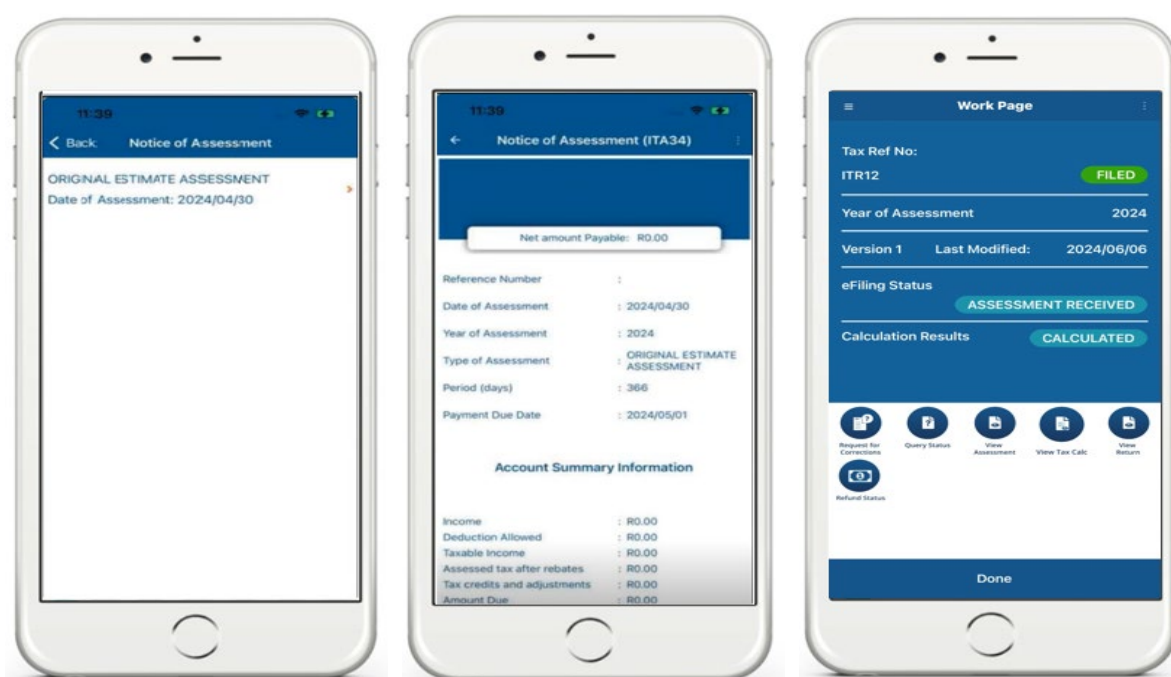 11:39
Back Notice of Assessment
ORIGINAL ESTIMATE ASSESSMENT
Date of Assessment: 2024/04/30
11:39
Notice of Assessment (ITA34)
Net amount Payable: R0.00
Reference Number :
Date of Assessment : 2024/04/30
Year of Assessment : 2024
Type of Assessment : ORIGINAL ESTIMATE
ASSESSMENT
Period (days) : 366
Payment Due Date : 2024/05/01
Account Summary Information
Income : R0.00
Deduction Allowed : R0.00
Taxable Income : R0.00
Assessed tax after rebates : R0.00
Tax credits and adjustments : R0.00
Amount Due : R0.00
Work Page
Tax Ref No:
ITR12 FILED
Year of Assessment 2024
Version 1 Last Modified: 2024/06/06
eFiling Status
ASSESSMENT RECEIVED
Calculation Results CALCULATED
Request for
Corrections
Query Status
View
Assessment
View Tax Calc
View
Return
Refund Status
Done